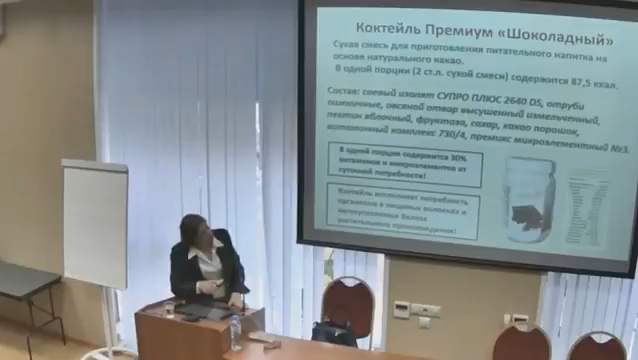 Коктейль Премиум «Шоколадный»
Сухая смесь для приготовления питательного напитка на
основе натурального какао.
В одной порции (2 ст.л. сухой смеси) содержится 87,5 ккал.
Состав: соевый изолят СУПРО ПЛЮС 2640 DS, отруби
пшеничные, овсяной отвар высушенный измельченный,
пектин яблочный, фруктоза, сахар, какао порошок,
витаминный комплекс 730/4, премикс микроэлементный №3.
В одной порции содержится 30%
витаминов и микроэлементов от
суточной потребности!
Коктейль восполняет потребность
организма в пищевых волокнах и
белках
растительного происхождения!